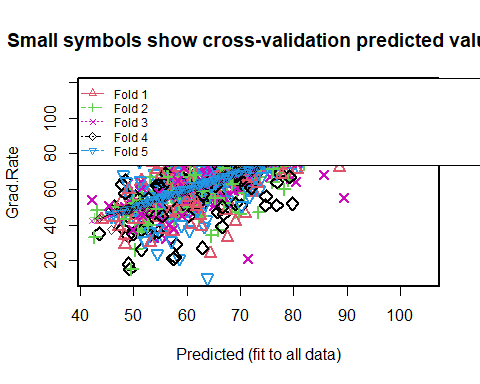 Small symbols show cross-validation predicted valu
Fold 1
Fold 2
Fold 3
Fold 4
Fold 5
Grad.Rate
100
80
60
40
20
40 50 60 70 80 90 100
Predicted (fit to all data)